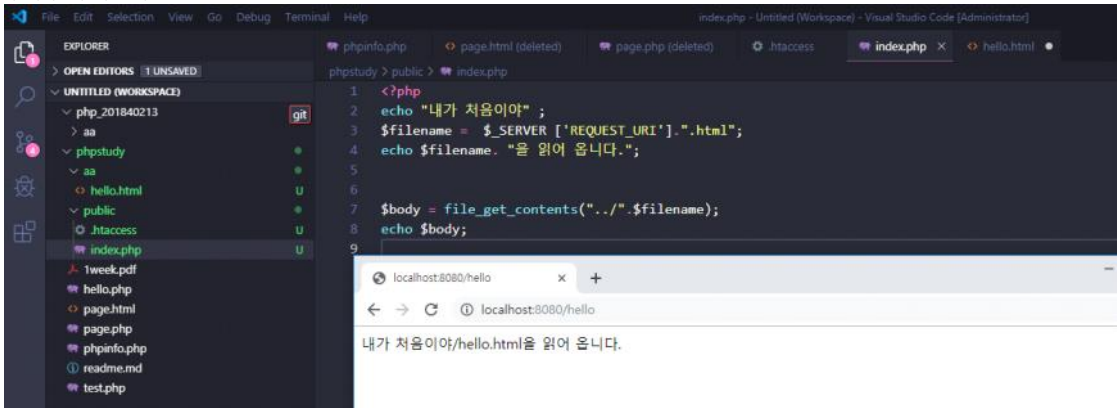 File Edit Selection View Go Debug Terminal Help
index.php - Untitled (Workspace) - Visual Studio Code [Administrator]
EXPLORER
OPEN EDITORS 1 UNSAVED
UNTITLED (WORKSPACE)
php_201840213 git
aa
phpstudy
aa
hello.html U
public
.htaccess U
index.php U
1week.pdf
hello.php
page.html
page.php
phpinfo.php
readme.md
test.php
phpinfo.php page.html (deleted) page.php (deleted) .htaccess index.php × hello.html ●
phpstudy > public > index.php
1 <?php
2 echo "내가 처음이야" ;
3 $filename = $_SERVER ['REQUEST_URI'].".html";
4 echo $filename. "을 읽어 옵니다.";
5
6
7 $body = file_get_contents("../".$filename);
8 echo $body;
9
localhost:8080/hello × +
localhost:8080/hello
내가 처음이야/hello.html을 읽어 옵니다.